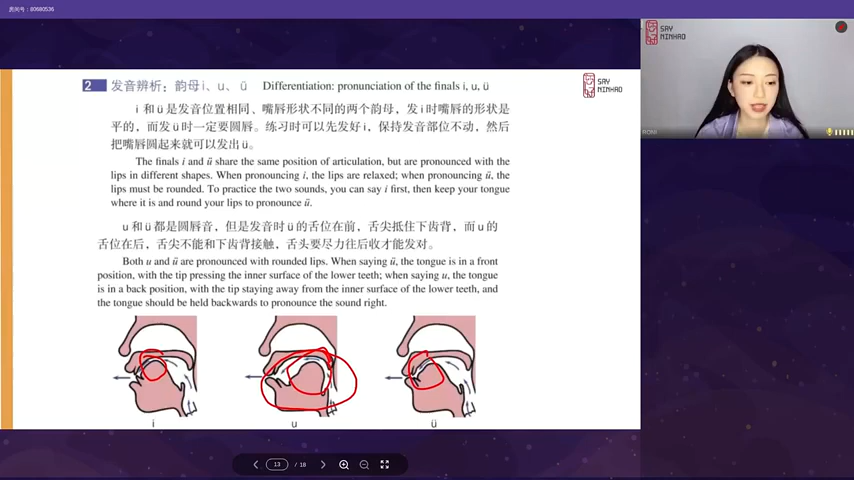 房间号：80680536
2 发音辨析：韵母 i、u、ü Differentiation: pronunciation of the finals i, u, ü
SAY
NINHAO
i 和 ü 是发音位置相同、嘴唇形状不同的两个韵母，发 i 时嘴唇的形状是
平的，而发 ü 时一定要圆唇。练习时可以先发好 i，保持发音部位不动，然后
把嘴唇圆起来就可以发出 ü。
The finals i and ü share the same position of articulation, but are pronounced with the
lips in different shapes. When pronouncing i, the lips are relaxed; when pronouncing ü, the
lips must be rounded. To practice the two sounds, you can say i first, then keep your tongue
where it is and round your lips to pronounce ü.
u 和 ü 都是圆唇音，但是发音时 ü 的舌位在前，舌尖抵住下齿背，而 u 的
舌位在后，舌尖不能和下齿背接触，舌头要尽力往后收才能发对。
Both u and ü are pronounced with rounded lips. When saying ü, the tongue is in a front
position, with the tip pressing the inner surface of the lower teeth; when saying u, the tongue
is in a back position, with the tip staying away from the inner surface of the lower teeth, and
the tongue should be held backwards to pronounce the sound right.
i u ü
13 / 18
SAY
NINHAO
RONI